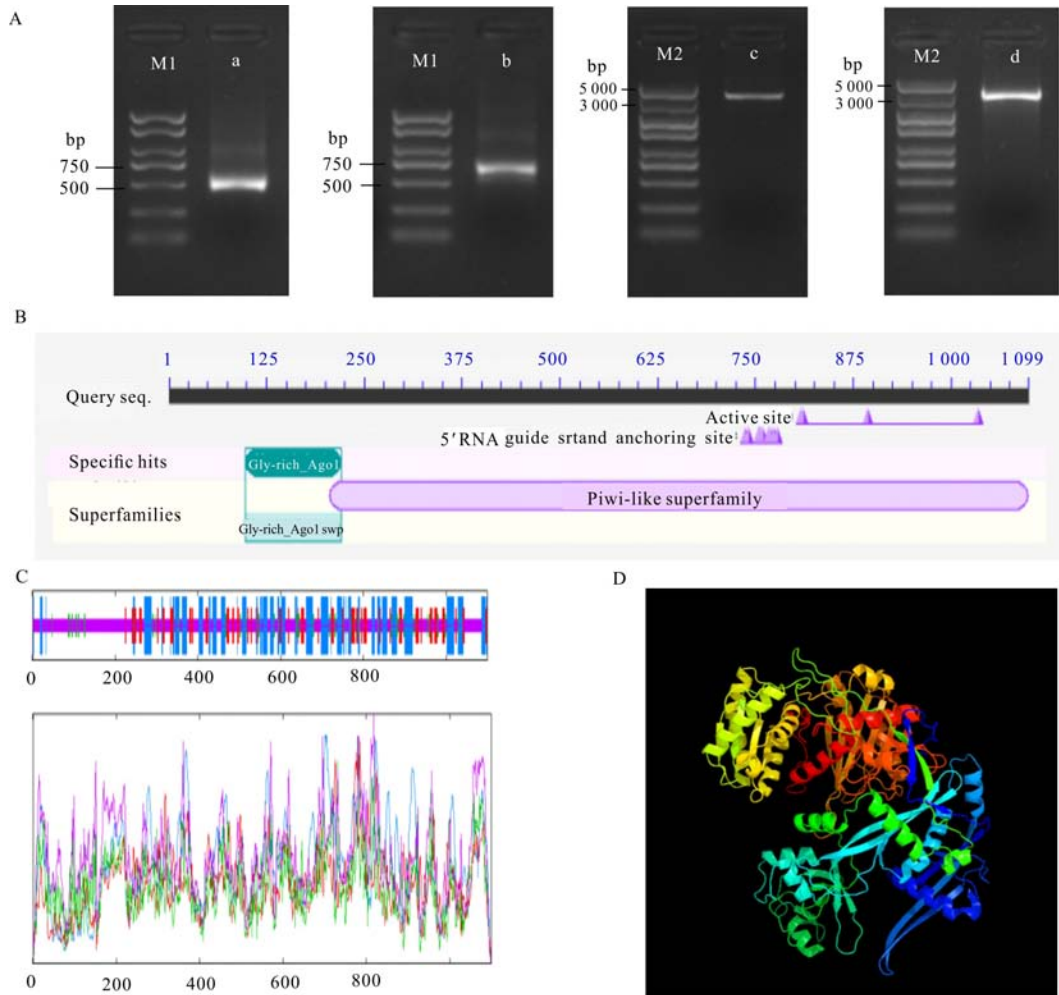 A
M1 a
bp
750
500
M1 b
bp
750
500
M2 c
bp
5 000
3 000
M2 d
bp
5 000
3 000
B
1 125 250 375 500 625 750 875 1 000 1 099
Query seq.
Active site
5'RNA guide srtand anchoring site
Specific hits
Gly-rich_Ago1
Piwi-like superfamily
Superfamilies
Gly-rich_Ago1 swp
C
0 200 400 600 800
0 200 400 600 800
D